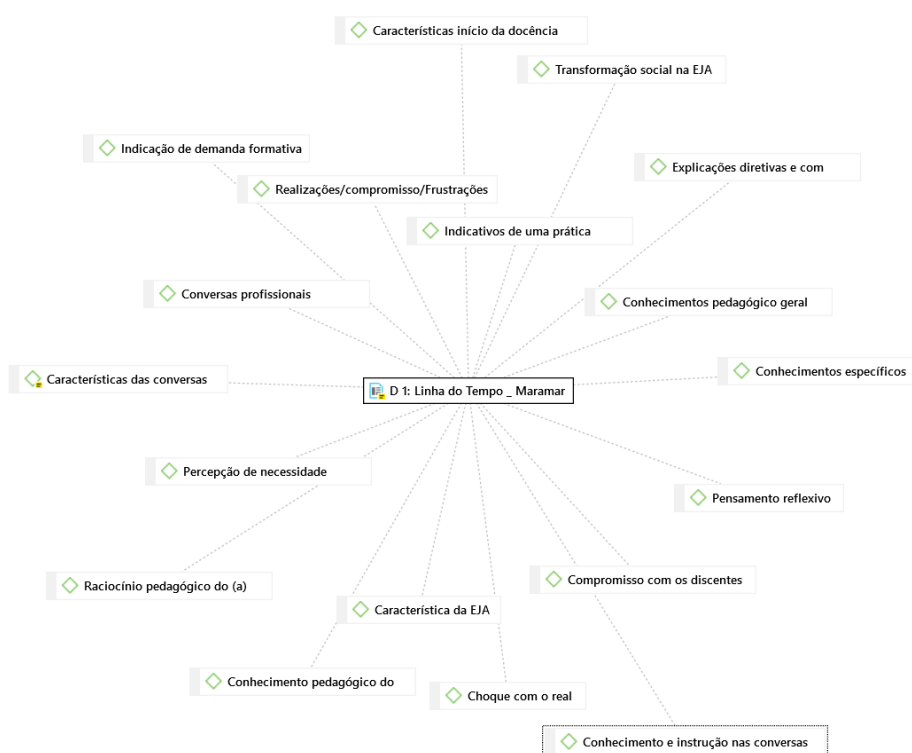 Características início da docência
Transformação social na EJA
Indicação de demanda formativa
Explicações diretivas e com
Realizações/compromisso/Frustrações
Indicativos de uma prática
Conversas profissionais
Conhecimentos pedagógico geral
Conhecimentos específicos
Características das conversas
D 1: Linha do Tempo _ Maramar
Percepção de necessidade
Pensamento reflexivo
Raciocínio pedagógico do (a)
Compromisso com os discentes
Característica da EJA
Conhecimento pedagógico do
Choque com o real
Conhecimento e instrução nas conversas